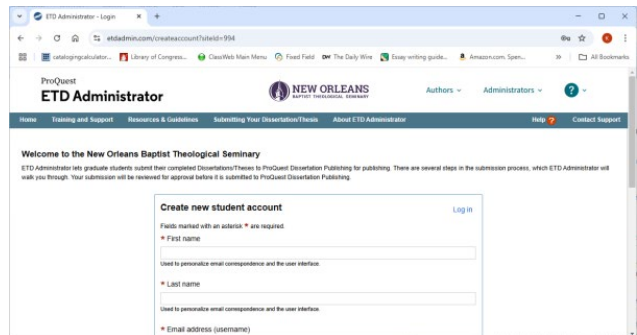 ETD Administrator - Login
etdadmin.com/createaccount?siteId=994
catalogingcalculator... Library of Congress... ClassWeb Main Menu Fixed Field DW The Daily Wire Essay writing guide... Amazon.com. Spen... » All Bookmarks
ProQuest
ETD Administrator
NEW ORLEANS
BAPTIST THEOLOGICAL SEMINARY
Authors
Administrators
?
Home Training and Support Resources & Guidelines Submitting Your Dissertation/Thesis About ETD Administrator Help ? Contact Support
Welcome to the New Orleans Baptist Theological Seminary
ETD Administrator lets graduate students submit their completed Dissertations/Theses to ProQuest Dissertation Publishing for publishing. There are several steps in the submission process, which ETD Administrator will
walk you through. Your submission will be reviewed for approval before it is submitted to ProQuest Dissertation Publishing.
Create new student account
Log in
Fields marked with an asterisk * are required.
* First name
Used to personalize email correspondence and the user interface.
* Last name
Used to personalize email correspondence and the user interface.
* Email address (username)